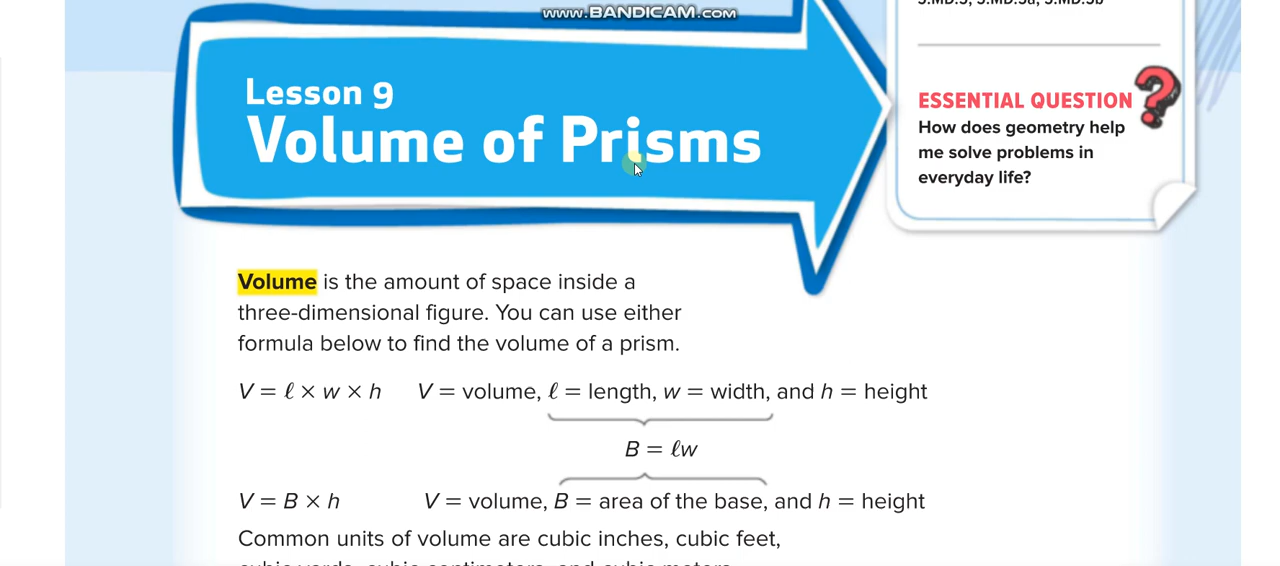 www.BANDICAM.com
Lesson 9
Volume of Prisms
ESSENTIAL QUESTION
How does geometry help
me solve problems in
everyday life?
Volume is the amount of space inside a
three-dimensional figure. You can use either
formula below to find the volume of a prism.
V = ℓ × w × h V = volume, ℓ = length, w = width, and h = height
B = ℓw
V = B × h V = volume, B = area of the base, and h = height
Common units of volume are cubic inches, cubic feet,